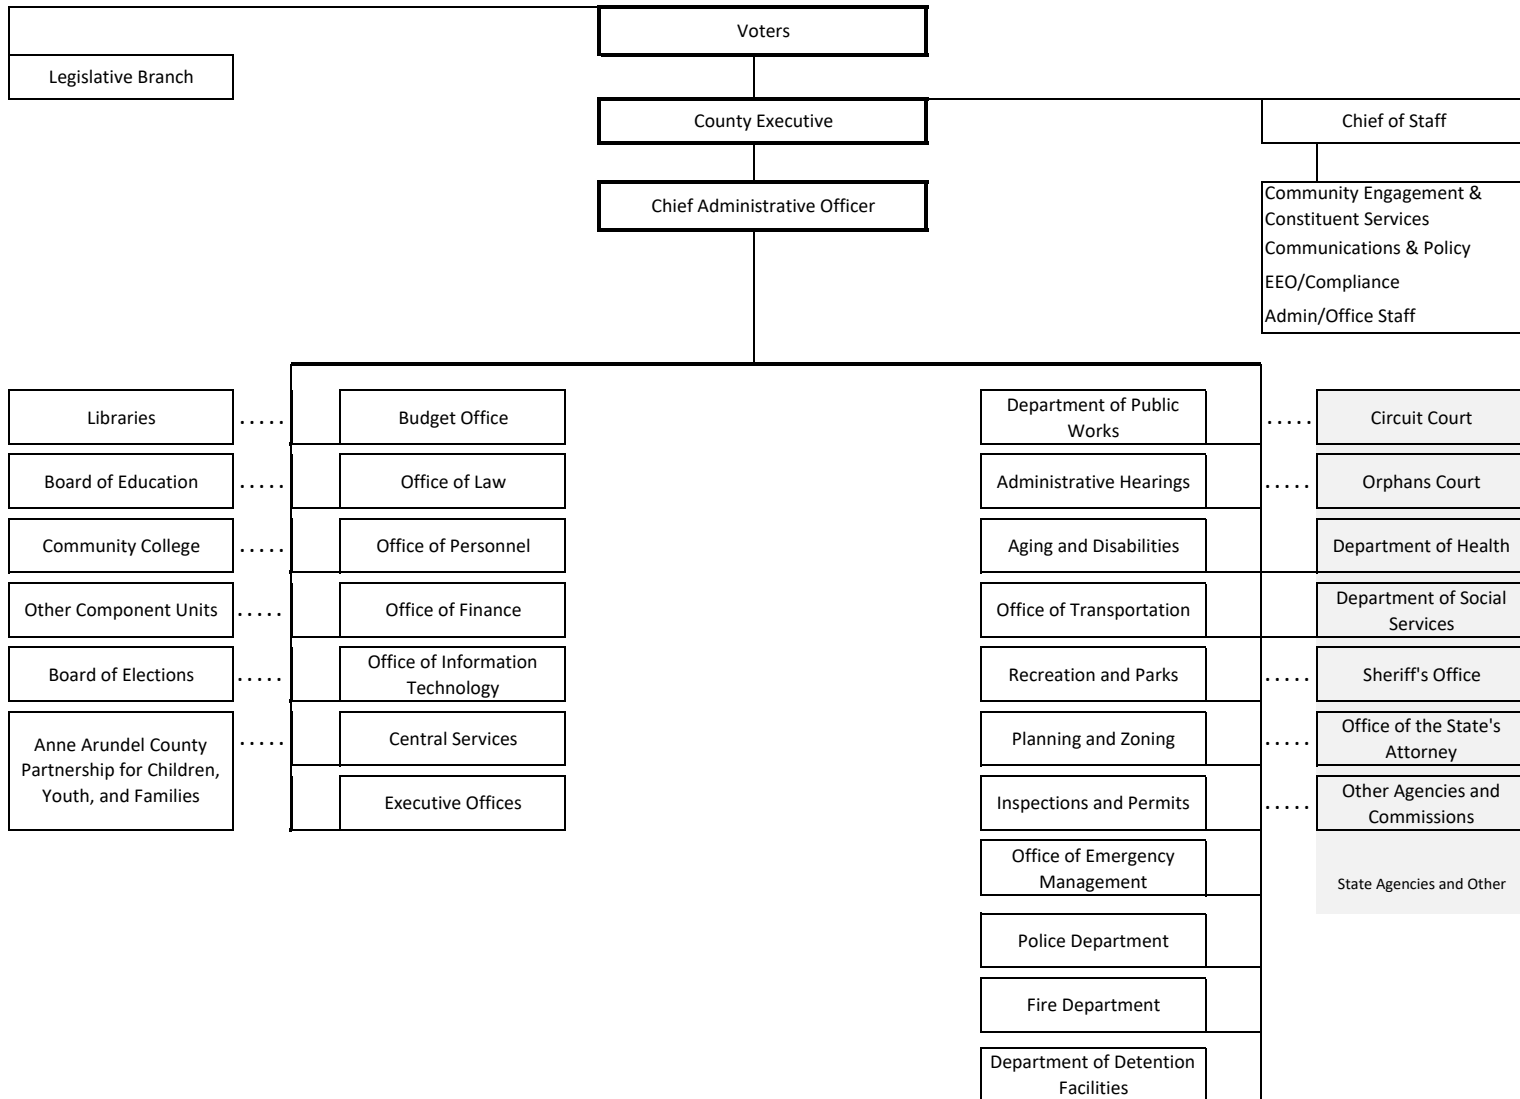 Voters
Legislative Branch
County Executive
Chief of Staff
Chief Administrative Officer
Community Engagement &
Constituent Services
Communications & Policy
EEO/Compliance
Admin/Office Staff
Libraries
.....
Budget Office
Department of Public
Works
.....
Circuit Court
Board of Education
.....
Office of Law
Administrative Hearings
.....
Orphans Court
Community College
.....
Office of Personnel
Aging and Disabilities
Department of Health
Other Component Units
.....
Office of Finance
Office of Transportation
Department of Social
Services
Board of Elections
.....
Office of Information
Technology
Recreation and Parks
.....
Sheriff's Office
Anne Arundel County
Partnership for Children,
Youth, and Families
.....
Central Services
Planning and Zoning
.....
Office of the State's
Attorney
Executive Offices
Inspections and Permits
.....
Other Agencies and
Commissions
Office of Emergency
Management
State Agencies and Other
Police Department
Fire Department
Department of Detention
Facilities